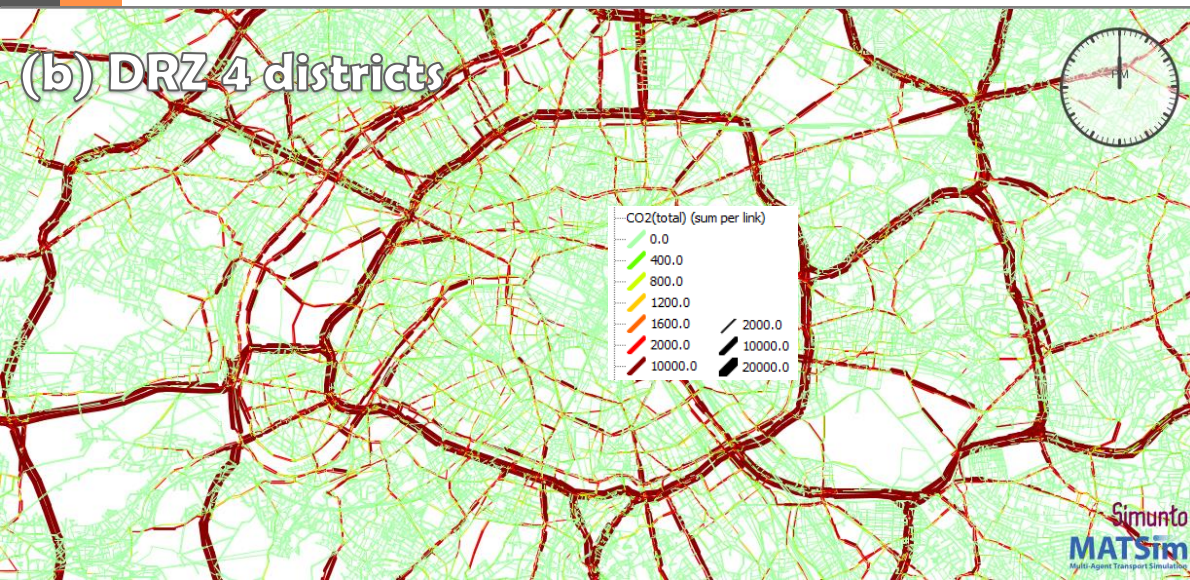 (b) DRZ 4 districts
PM
CO2(total) (sum per link)
0.0
400.0
800.0
1200.0
1600.0
2000.0
10000.0
2000.0
10000.0
20000.0
Simunto
MATSim
Multi-Agent Transport Simulation